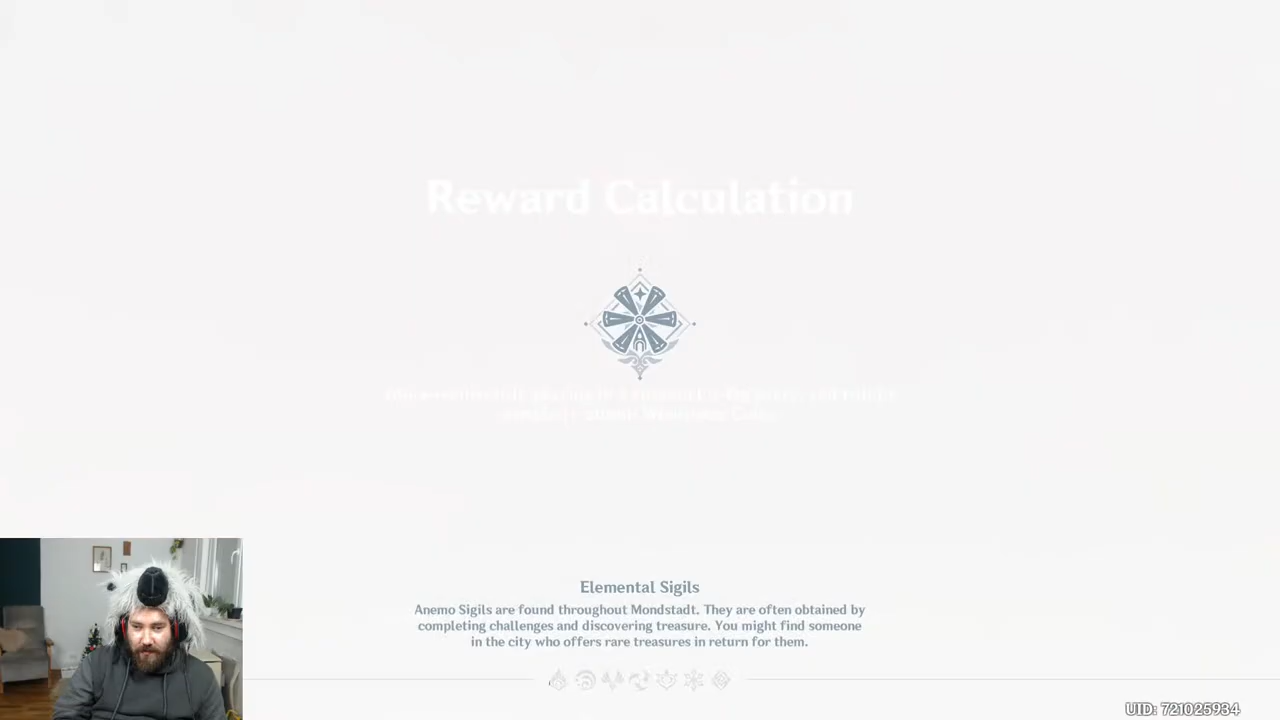 Reward Calculation
Elemental Sigils
Anemo Sigils are found throughout Mondstadt. They are often obtained by
completing challenges and discovering treasure. You might find someone
in the city who offers rare treasures in return for them.
UID: 721025934